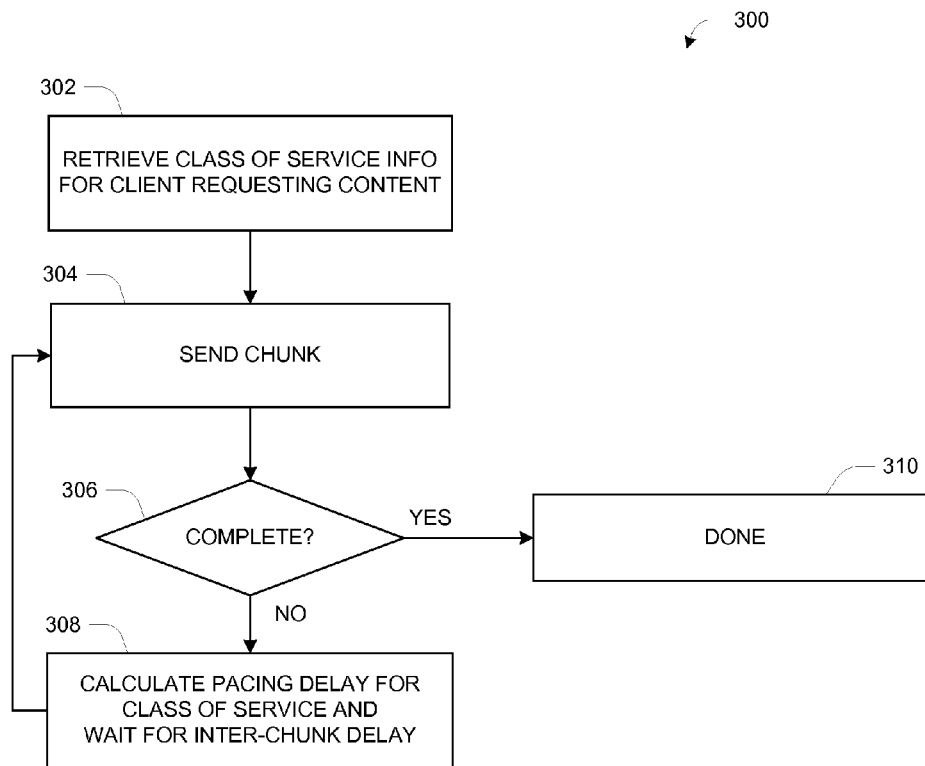 300
302
RETRIEVE CLASS OF SERVICE INFO
FOR CLIENT REQUESTING CONTENT
304
SEND CHUNK
306
COMPLETE?
YES
310
DONE
NO
308
CALCULATE PACING DELAY FOR
CLASS OF SERVICE AND
WAIT FOR INTER-CHUNK DELAY